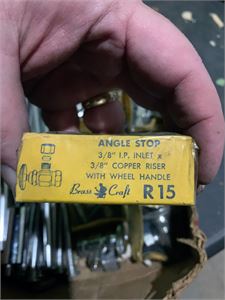 ANGLE STOP
3/8" I.P. INLET x
3/8" COPPER RISER
WITH WHEEL HANDLE
Brass Craft R15